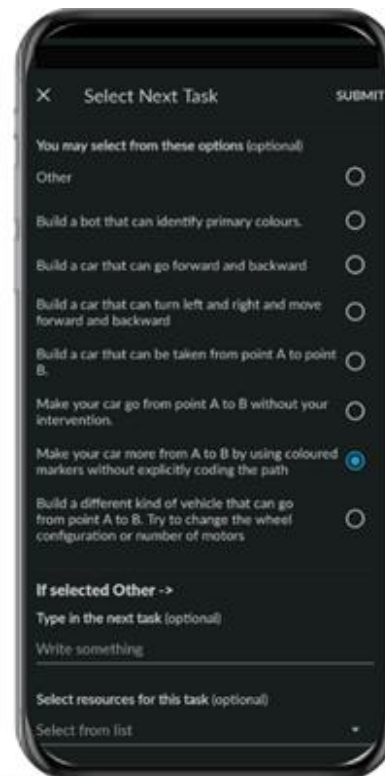 Select Next Task
SUBMIT
You may select from these options (optional)
Other
Build a bot that can identify primary colours.
Build a car that can go forward and backward
Build a car that can turn left and right and move
forward and backward
Build a car that can be taken from point A to point
B.
Make your car go from point A to B without your
intervention.
Make your car more from A to B by using coloured
markers without explicitly coding the path
Build a different kind of vehicle that can go
from point A to B. Try to change the wheel
configuration or number of motors
If selected Other ->
Type in the next task (optional)
Write something
Select resources for this task (optional)
Select from list